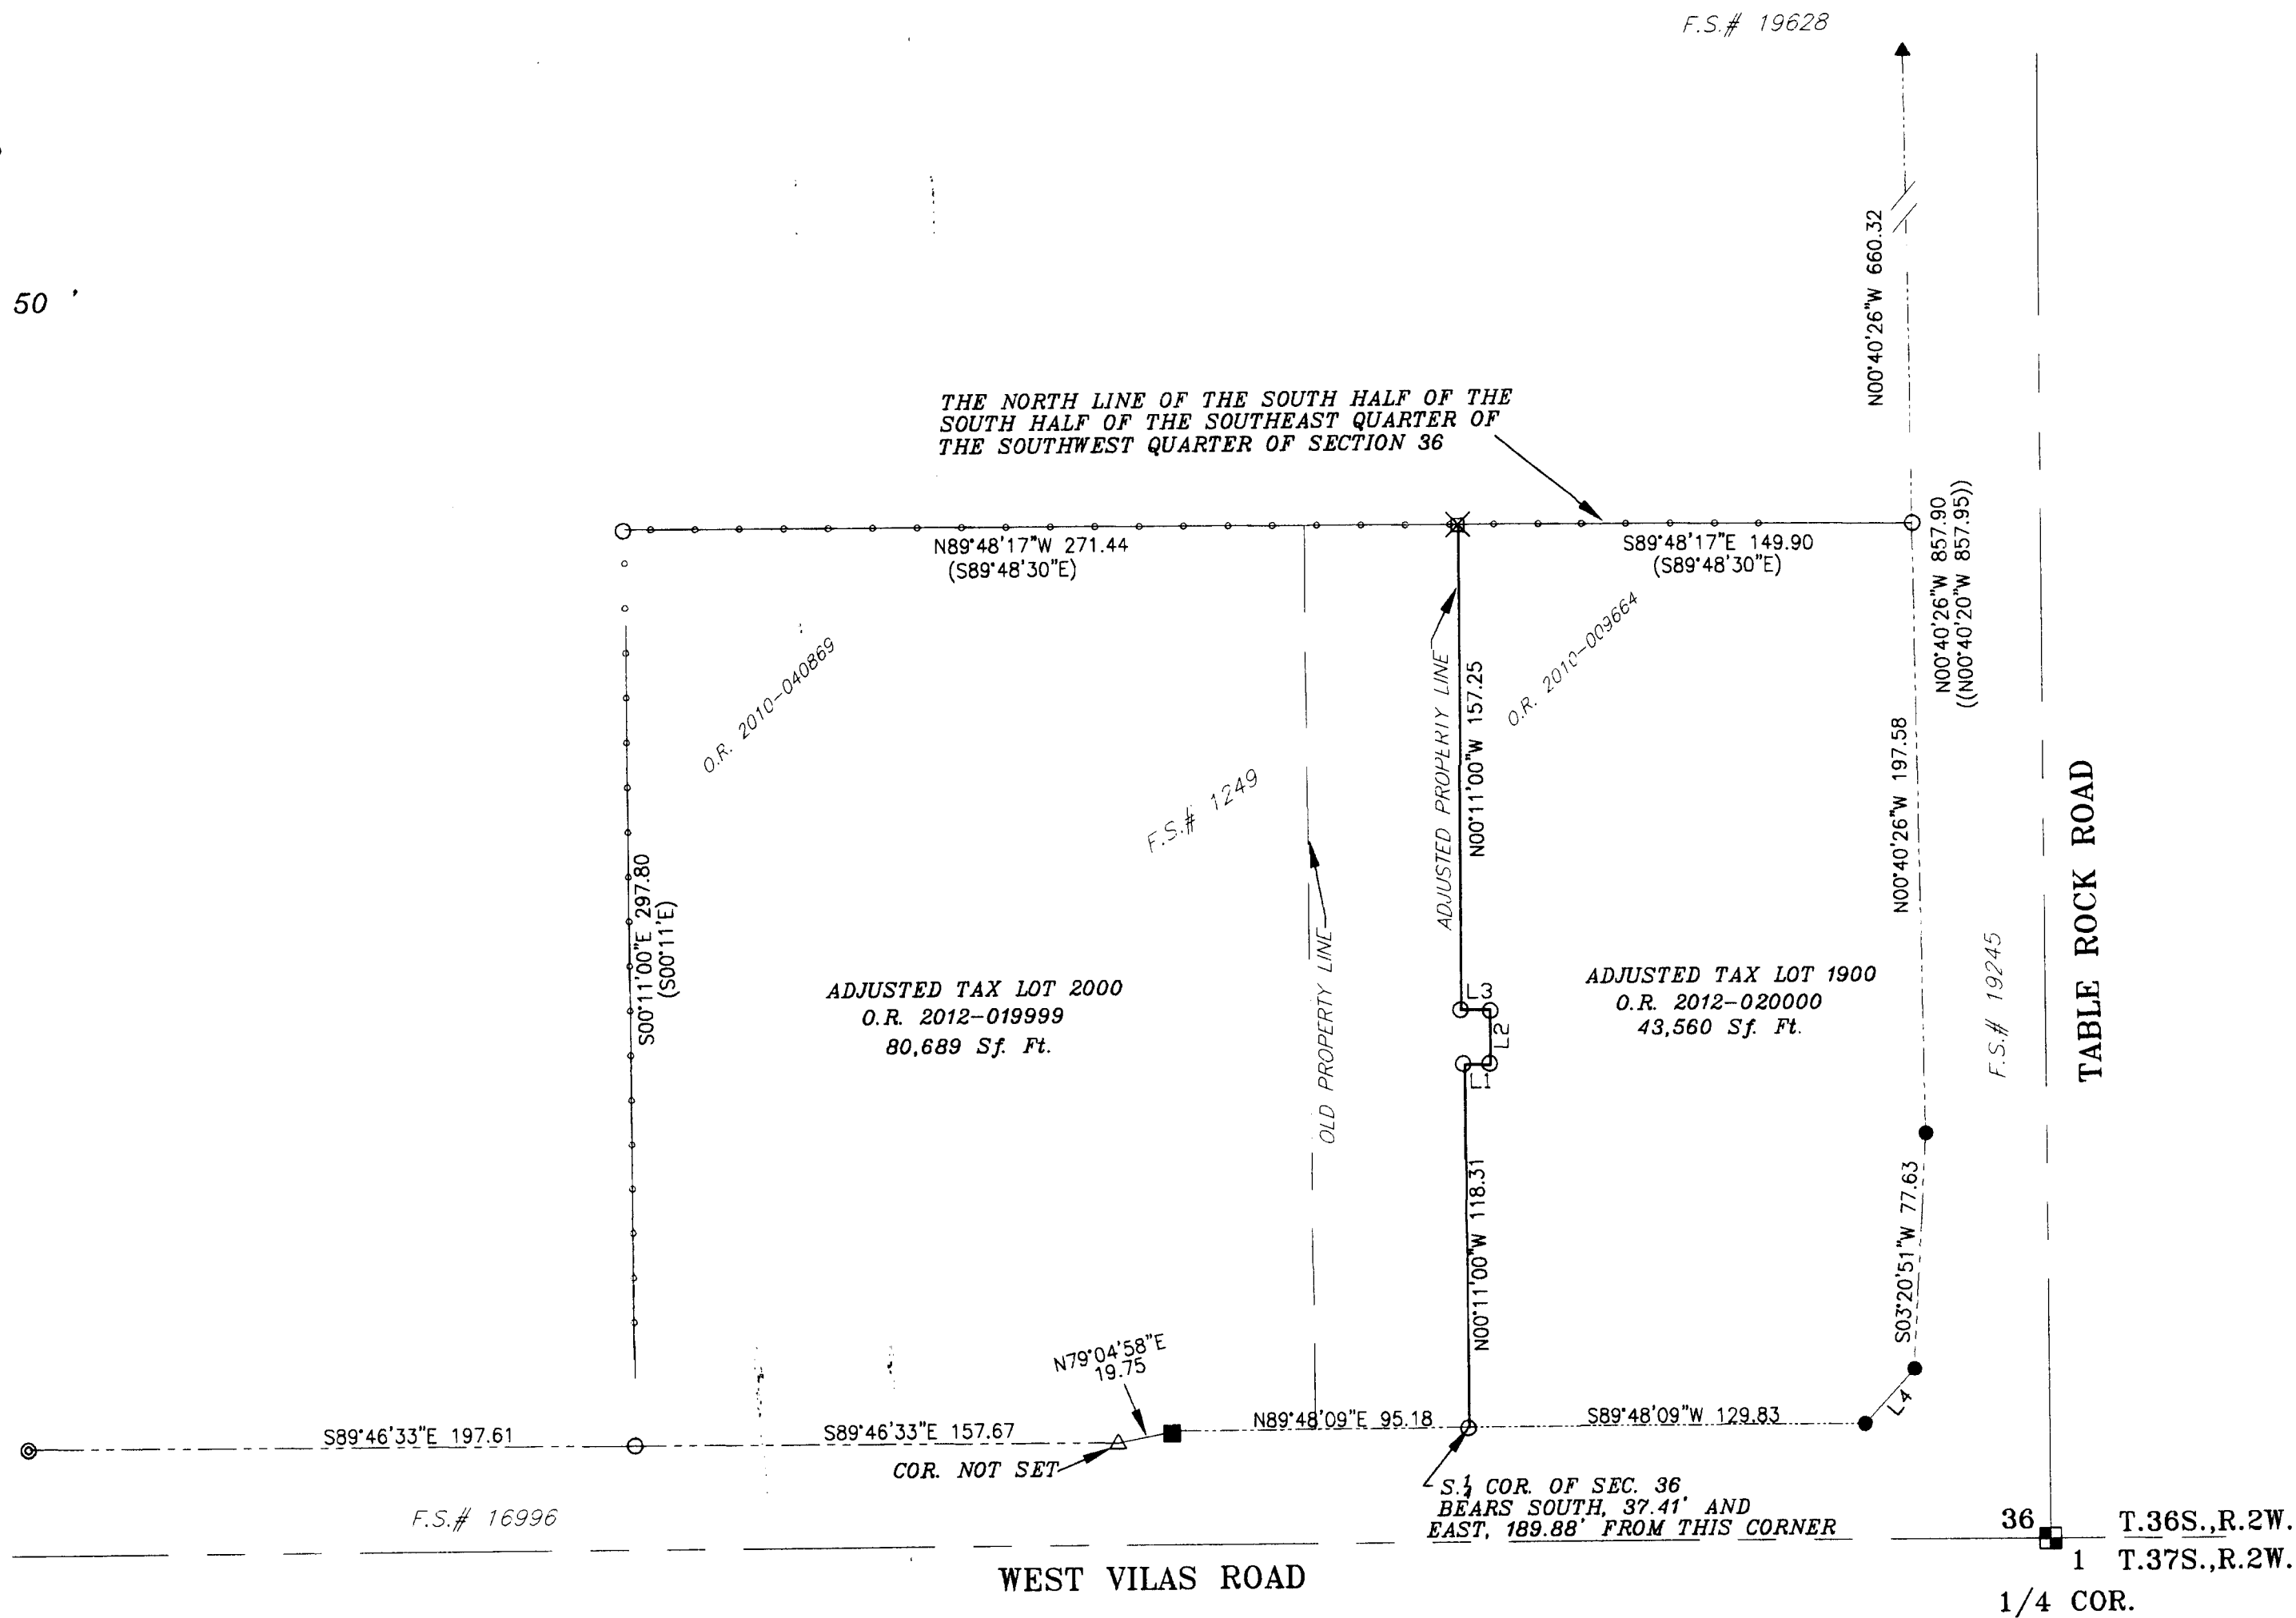 F.S.# 19628
50 '
N00°40'26"W 660.32
THE NORTH LINE OF THE SOUTH HALF OF THE
SOUTH HALF OF THE SOUTHEAST QUARTER OF
THE SOUTHWEST QUARTER OF SECTION 36
N89°48'17"W 271.44
(S89°48'30"E)
S89°48'17"E 149.90
(S89°48'30"E)
N00°40'26"W 857.90
((N00°40'20"W 857.95))
O.R. 2010-040869
O.R. 2010-009664
ADJUSTED PROPERTY LINE
N00°11'00"W 157.25
N00°40'26"W 197.58
F.S.# 1249
S00°11'00"E 297.80
(S00°11'E)
OLD PROPERTY LINE
TABLE ROCK ROAD
F.S.# 19245
ADJUSTED TAX LOT 2000
O.R. 2012-019999
80,689 Sf. Ft.
ADJUSTED TAX LOT 1900
O.R. 2012-020000
43,560 Sf. Ft.
L3
L2
L1
N00°11'00"W 118.31
S03°20'51"W 77.63
L4
N79°04'58"E
19.75
S89°46'33"E 197.61
S89°46'33"E 157.67
N89°48'09"E 95.18
S89°48'09"W 129.83
COR. NOT SET
S.1/4 COR. OF SEC. 36
BEARS SOUTH, 37.41' AND
EAST, 189.88' FROM THIS CORNER
F.S.# 16996
36 T.36S.,R.2W.
1 T.37S.,R.2W.
WEST VILAS ROAD
1/4 COR.